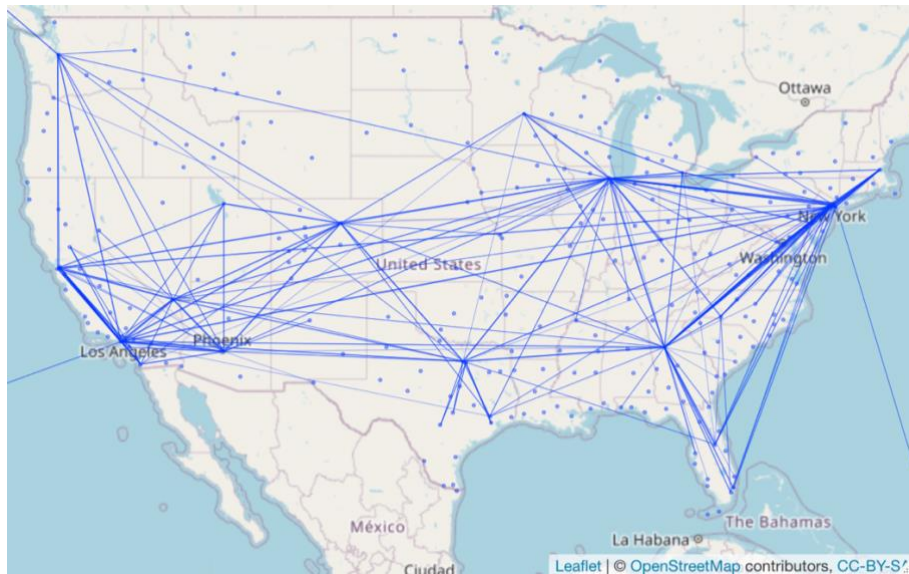 Ottawa
New York
Washington
United States
Los Angeles
Phoenix
México
La Habana
The Bahamas
Ciudad
Leaflet | © OpenStreetMap contributors, CC-BY-S